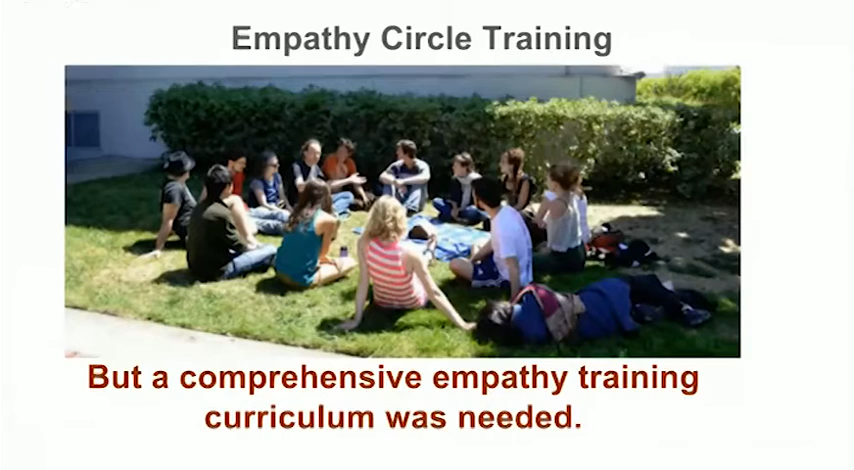 Empathy Circle Training
But a comprehensive empathy training
curriculum was needed.